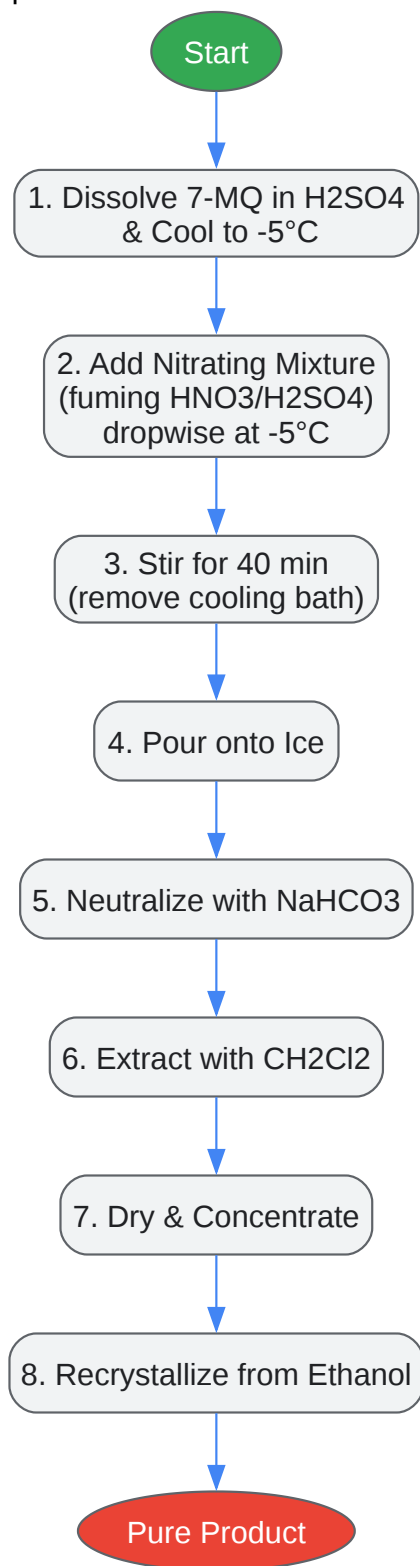 Start
1. Dissolve 7-MQ in H2SO4
& Cool to -5°C
2. Add Nitrating Mixture
(fuming HNO3/H2SO4)
dropwise at -5°C
3. Stir for 40 min
(remove cooling bath)
4. Pour onto Ice
5. Neutralize with NaHCO3
6. Extract with CH2Cl2
7. Dry & Concentrate
8. Recrystallize from Ethanol
Pure Product